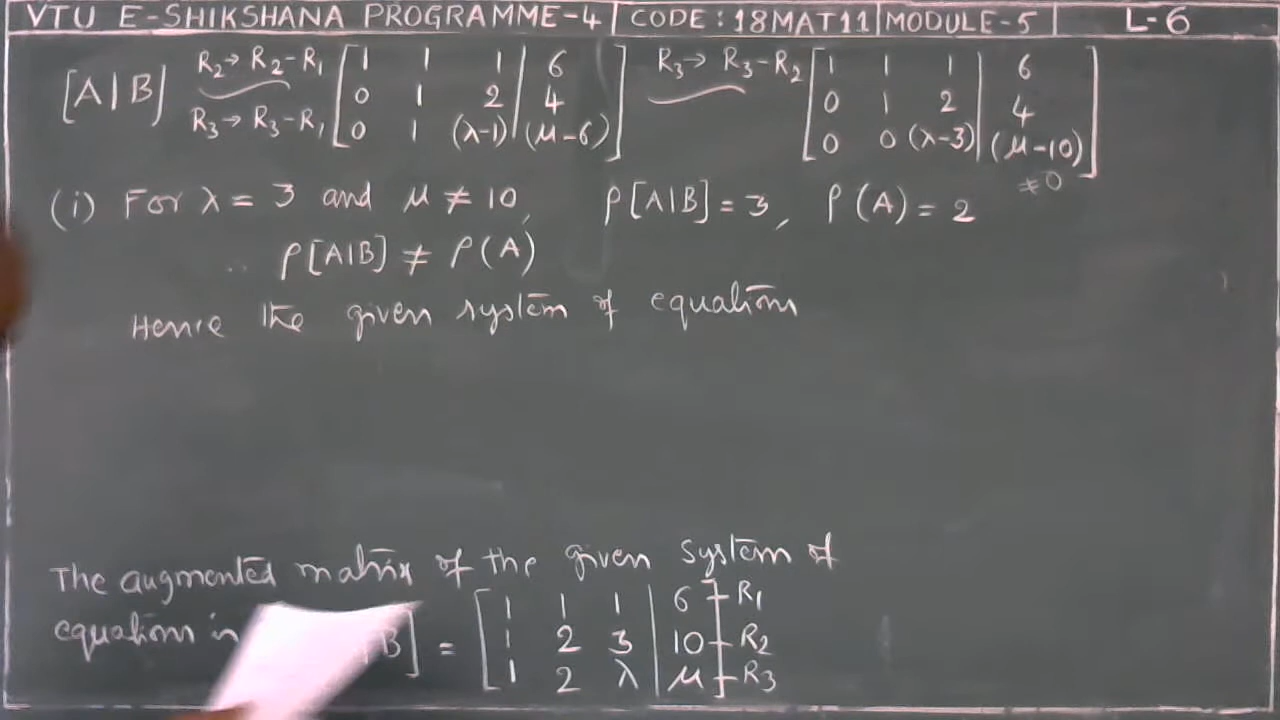 VTU E-SHIKSHANA PROGRAMME-4 | CODE: 18MAT11 | MODULE-5 | L-6
[A|B] R2→R2-R1 [1 1 1 | 6] R3→R3-R2 [1 1 1 | 6]
[0 1 2 | 4] [0 1 2 | 4]
R3→R3-R1 [0 1 (λ-1) | (μ-6)] [0 0 (λ-3) | (μ-10)]
≠0
(i) For λ = 3 and μ ≠ 10, ρ[A|B] = 3, ρ(A) = 2
ρ[A|B] ≠ ρ(A)
Hence the given system of equations
The augmented matrix of the given system of
equation is B] = [1 1 1 | 6] - R1
[1 2 3 | 10] - R2
[1 2 λ | μ] - R3